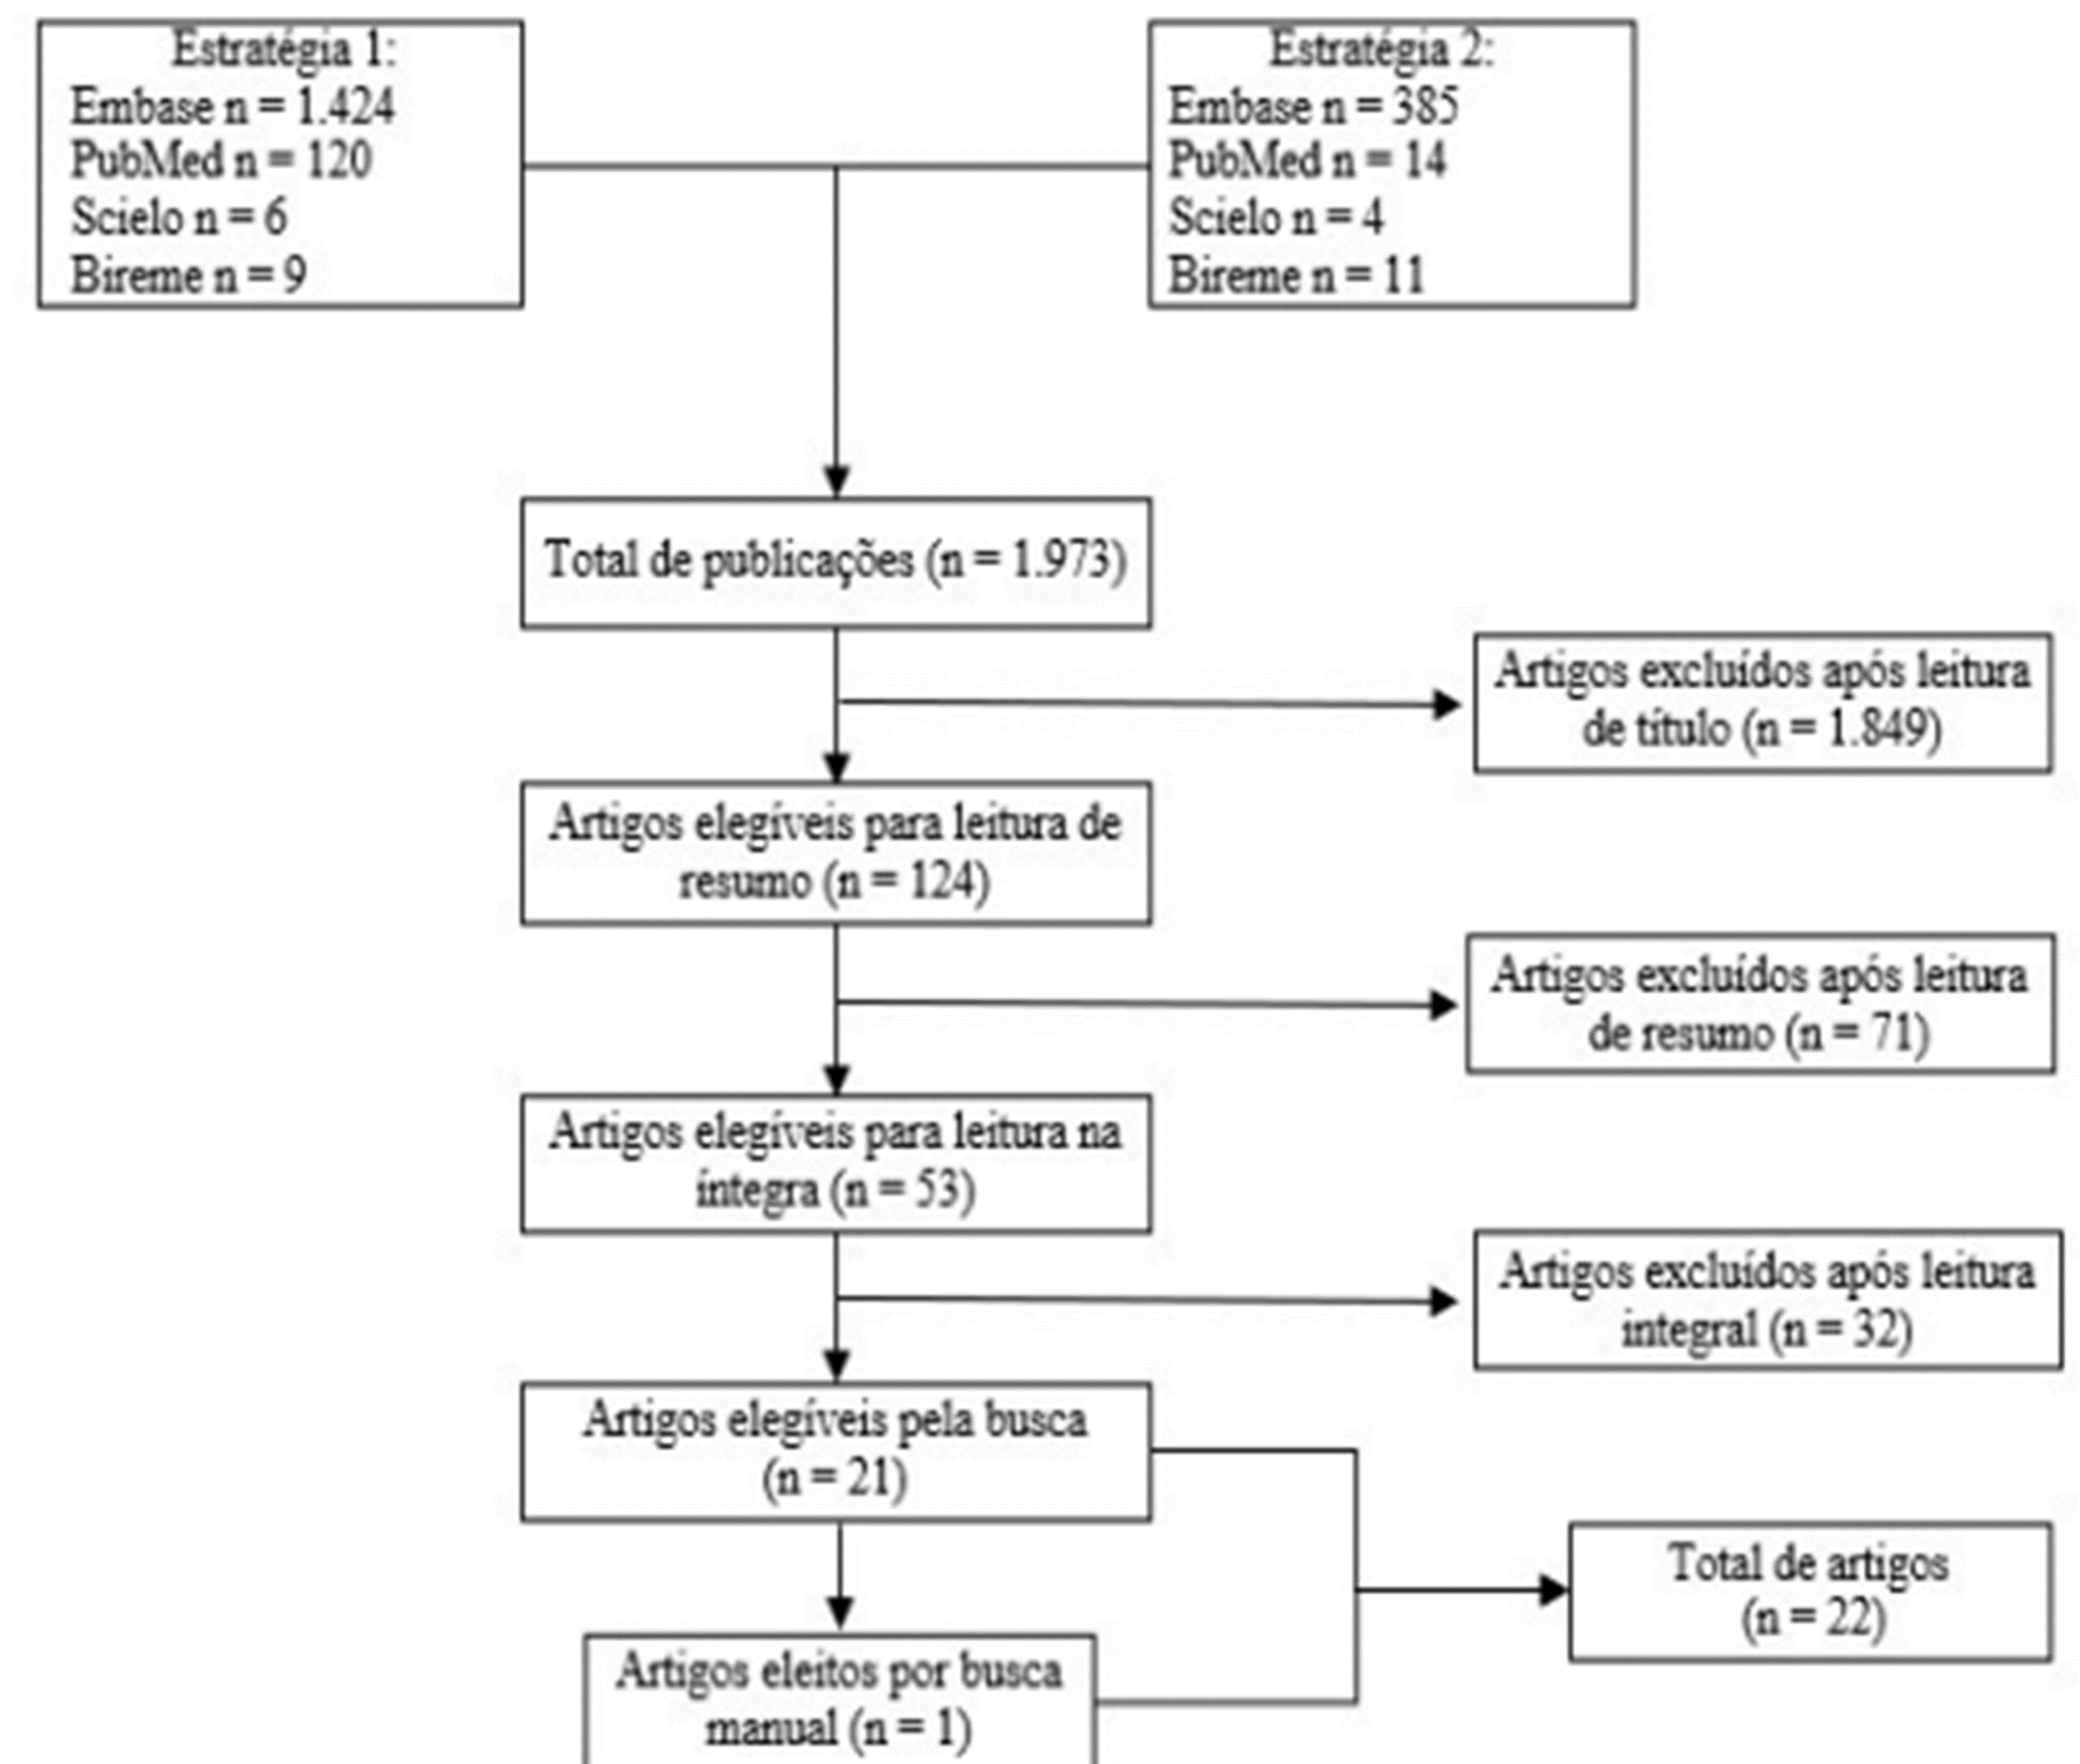 Estratégia 1:
Embase n = 1.424
PubMed n = 120
Scielo n = 6
Bireme n = 9
Estratégia 2:
Embase n = 385
PubMed n = 14
Scielo n = 4
Bireme n = 11
Total de publicações (n = 1.973)
Artigos excluídos após leitura
de título (n = 1.849)
Artigos elegíveis para leitura de
resumo (n = 124)
Artigos excluídos após leitura
de resumo (n = 71)
Artigos elegíveis para leitura na
íntegra (n = 53)
Artigos excluídos após leitura
integral (n = 32)
Artigos elegíveis pela busca
(n = 21)
Total de artigos
(n = 22)
Artigos eleitos por busca
manual (n = 1)